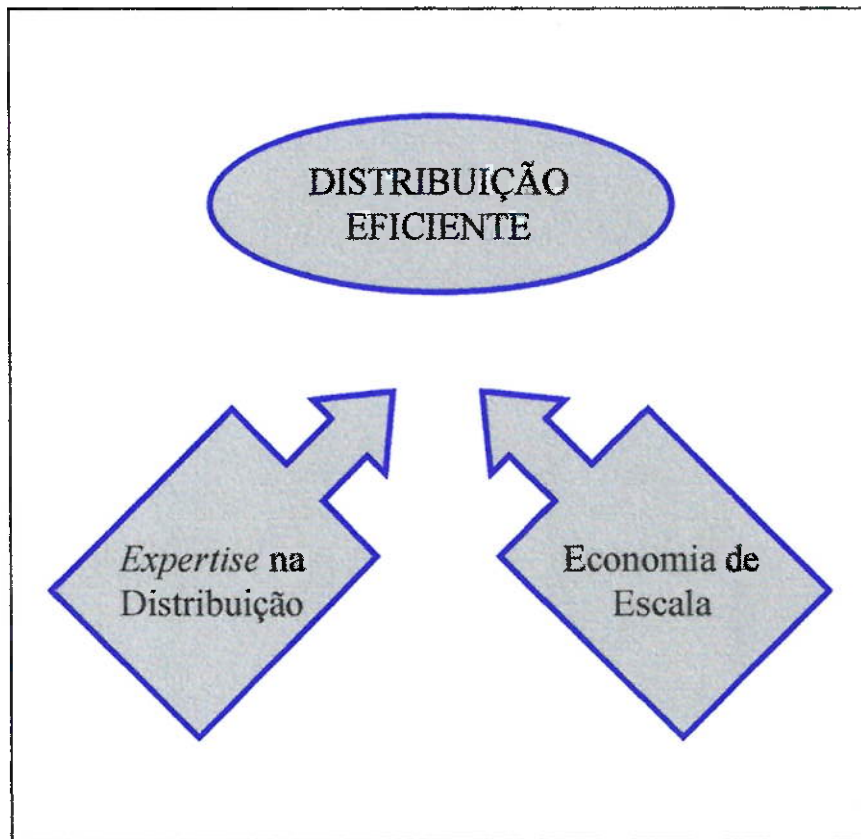 DISTRIBUIÇÃO
EFICIENTE
Expertise na
Distribuição
Economia de
Escala